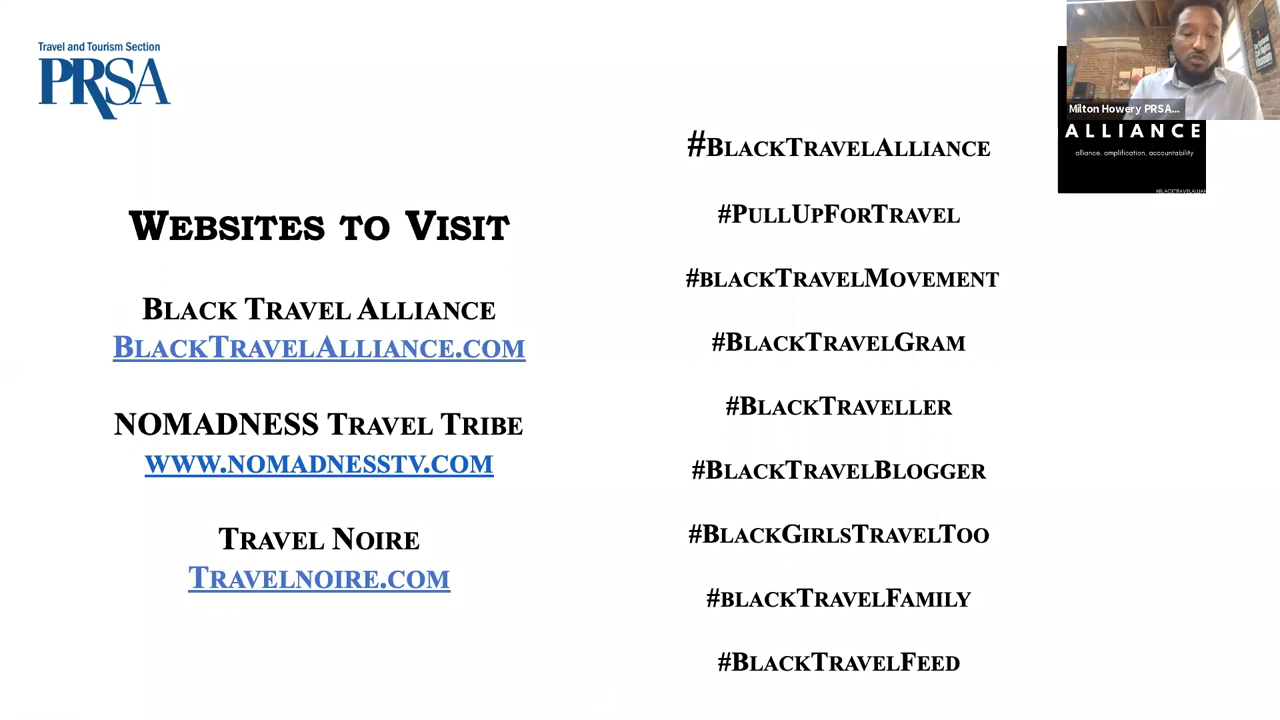 Travel and Tourism Section
PRSA
Websites to Visit
Black Travel Alliance
BlackTravelAlliance.com
NOMADNESS Travel Tribe
www.nomadnesstv.com
Travel Noire
Travelnoire.com
#BlackTravelAlliance
#PullUpForTravel
#blackTravelMovement
#BlackTravelGram
#BlackTraveller
#BlackTravelBlogger
#BlackGirlsTravelToo
#blackTravelFamily
#BlackTravelFeed
Milton Howery PRSA...
ALLIANCE
alliance. amplification. accountability
#BLACKTRAVELALLIAN